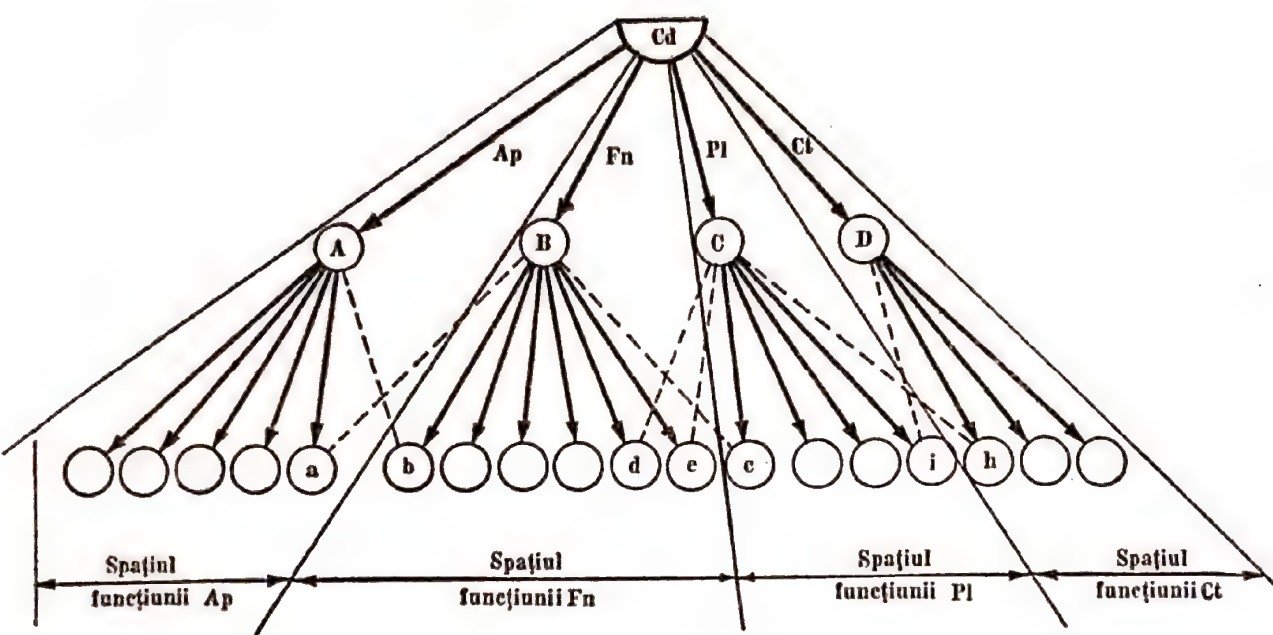 Cd
Ap
Fn
Pl
Ct
A
B
C
D
a
b
d
e
c
i
h
Spațiul
funcțiunii Ap
Spațiul
funcțiunii Fn
Spațiul
funcțiunii Pl
Spațiul
funcțiunii Ct